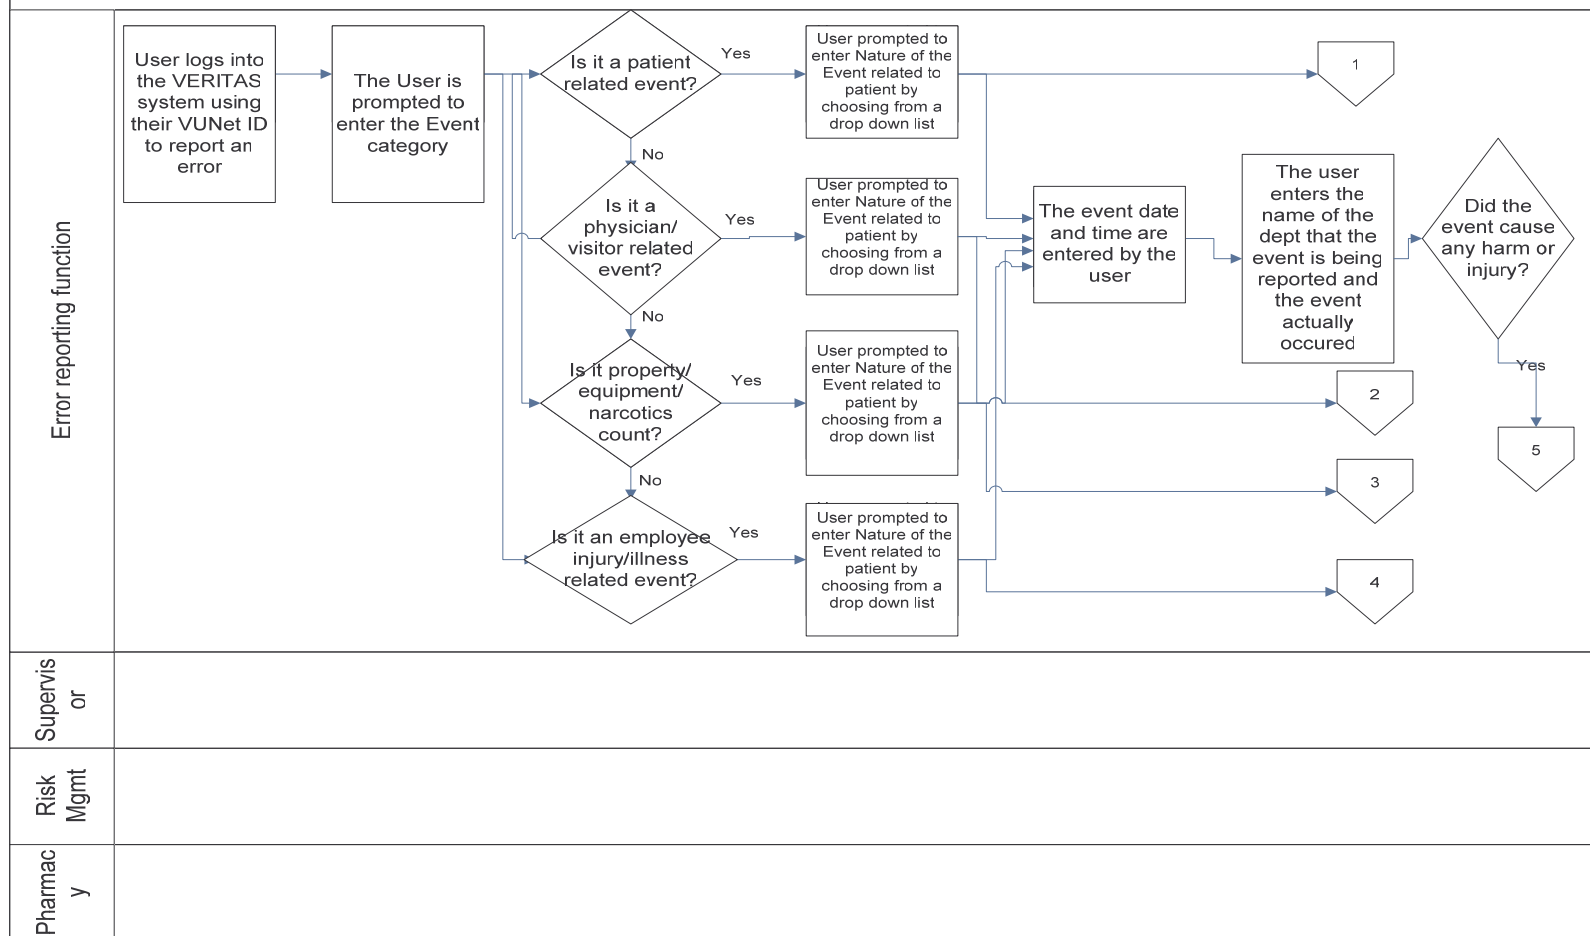 Error reporting function
User logs into
the VERITAS
system using
their VUNet ID
to report an
error
The User is
prompted to
enter the Event
category
Is it a patient
related event?
Yes
No
User prompted to
enter Nature of the
Event related to
patient by
choosing from a
drop down list
1
Is it a
physician/
visitor related
event?
Yes
No
User prompted to
enter Nature of the
Event related to
patient by
choosing from a
drop down list
Is it property/
equipment/
narcotics
count?
Yes
No
User prompted to
enter Nature of the
Event related to
patient by
choosing from a
drop down list
Is it an employee
injury/illness
related event?
Yes
User prompted to
enter Nature of the
Event related to
patient by
choosing from a
drop down list
The event date
and time are
entered by the
user
The user
enters the
name of the
dept that the
event is being
reported and
the event
actually
occured
Did the
event cause
any harm or
injury?
Yes
2
3
4
5
Supervis
or
Risk
Mgmt
Pharmac
y